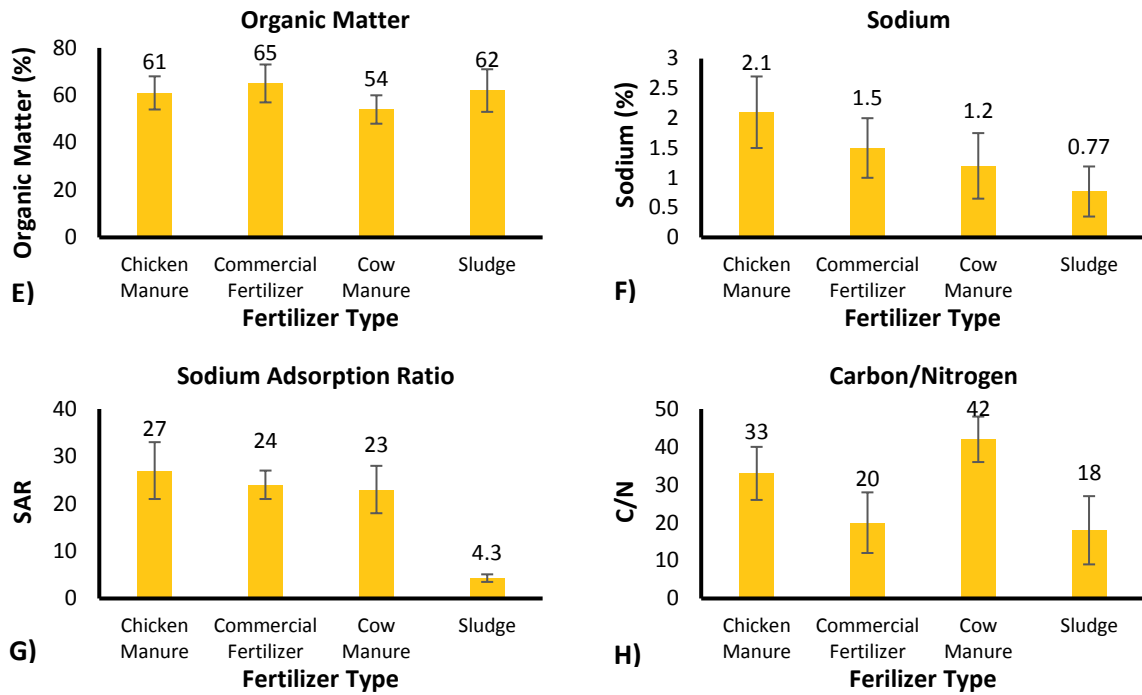 Organic Matter
Organic Matter (%)
80
60
40
20
0
61
65
54
62
Chicken Manure
Commercial Fertilizer
Cow Manure
Sludge
E)
Fertilizer Type
Sodium
Sodium (%)
3
2.5
2
1.5
1
0.5
0
2.1
1.5
1.2
0.77
Chicken Manure
Commercial Fertilizer
Cow Manure
Sludge
F)
Fertilizer Type
Sodium Adsorption Ratio
SAR
40
30
20
10
0
27
24
23
4.3
Chicken Manure
Commercial Fertilizer
Cow Manure
Sludge
G)
Fertilizer Type
Carbon/Nitrogen
C/N
50
40
30
20
10
0
33
20
42
18
Chicken Manure
Commercial Fertilizer
Cow Manure
Sludge
H)
Ferilizer Type